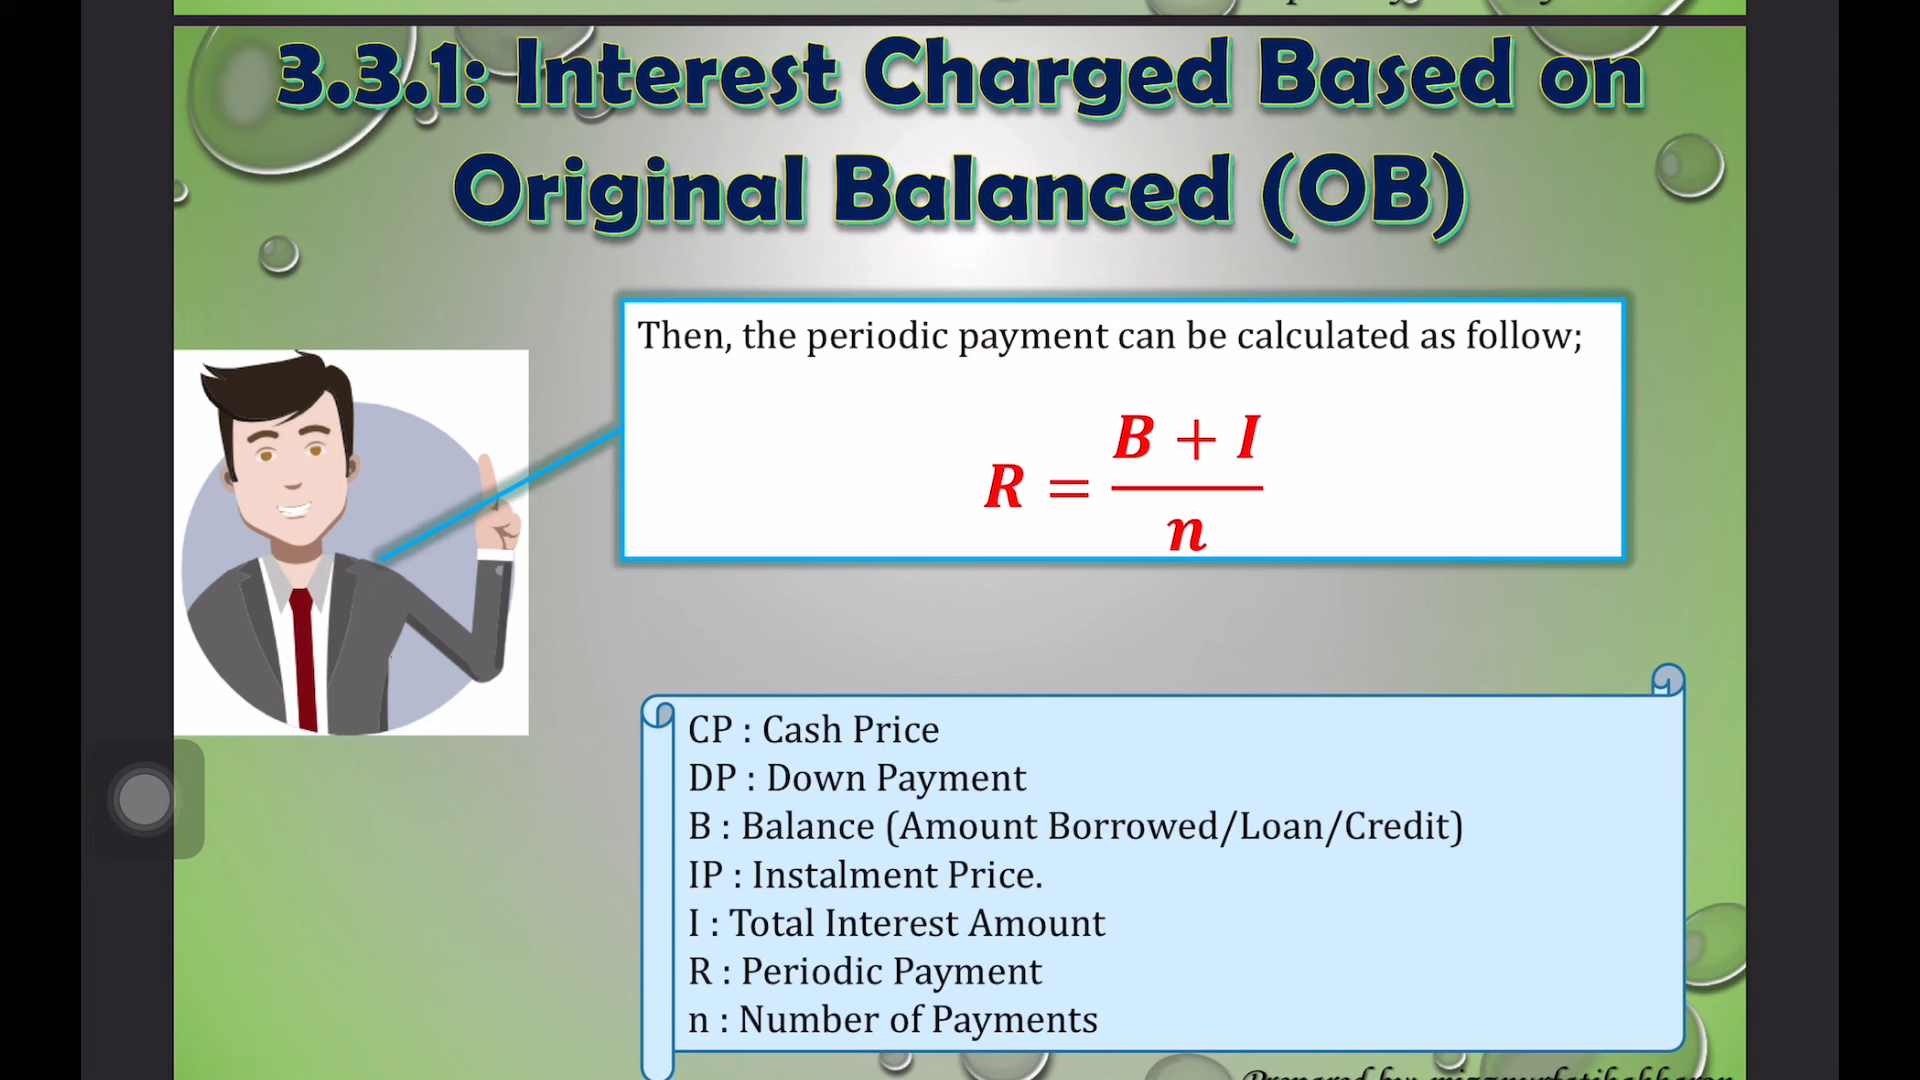 3.3.1: Interest Charged Based on
Original Balanced (OB)
Then, the periodic payment can be calculated as follow;
R = (B + I) / n
CP : Cash Price
DP : Down Payment
B : Balance (Amount Borrowed/Loan/Credit)
IP : Instalment Price.
I : Total Interest Amount
R : Periodic Payment
n : Number of Payments
Prepared by: